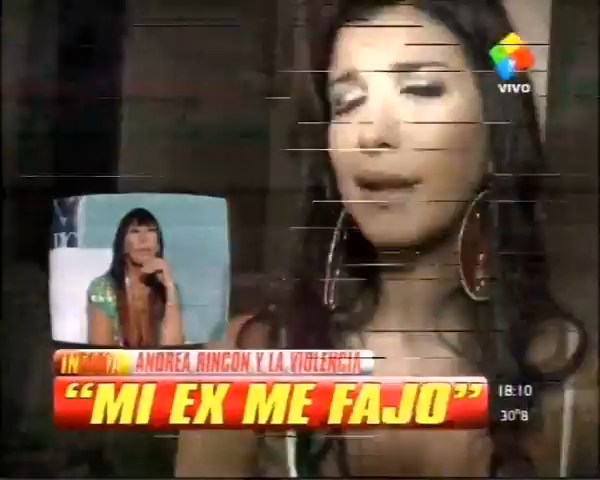 VIVO
ANDREA RINCON Y LA VIOLENCIA
“MI EX ME FAJO”
18:10
30°8